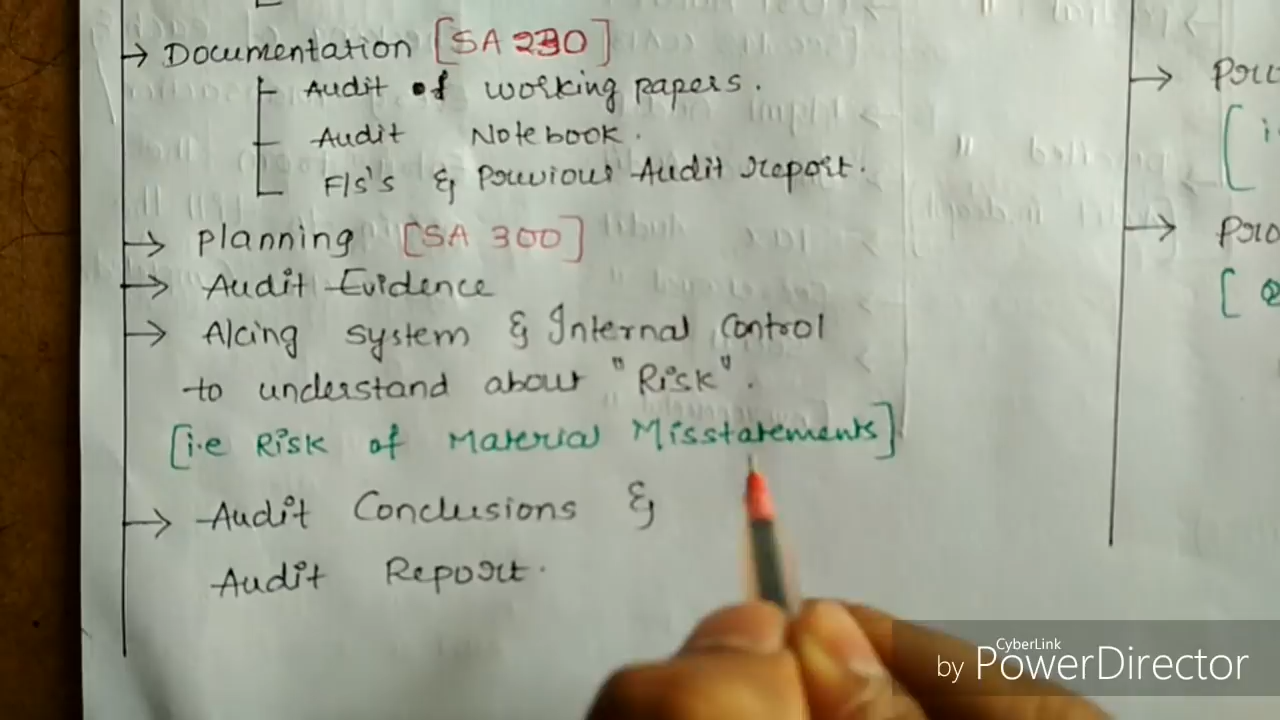 → Documentation [SA 230]
Audit of working papers.
Audit Notebook.
F/s's & Previous Audit report.
→ planning [SA 300]
→ Audit Evidence
→ A/cing system & Internal Control
to understand about "Risk".
[i.e Risk of Material Misstatements]
→ Audit Conclusions &
Audit Report.
CyberLink
by PowerDirector